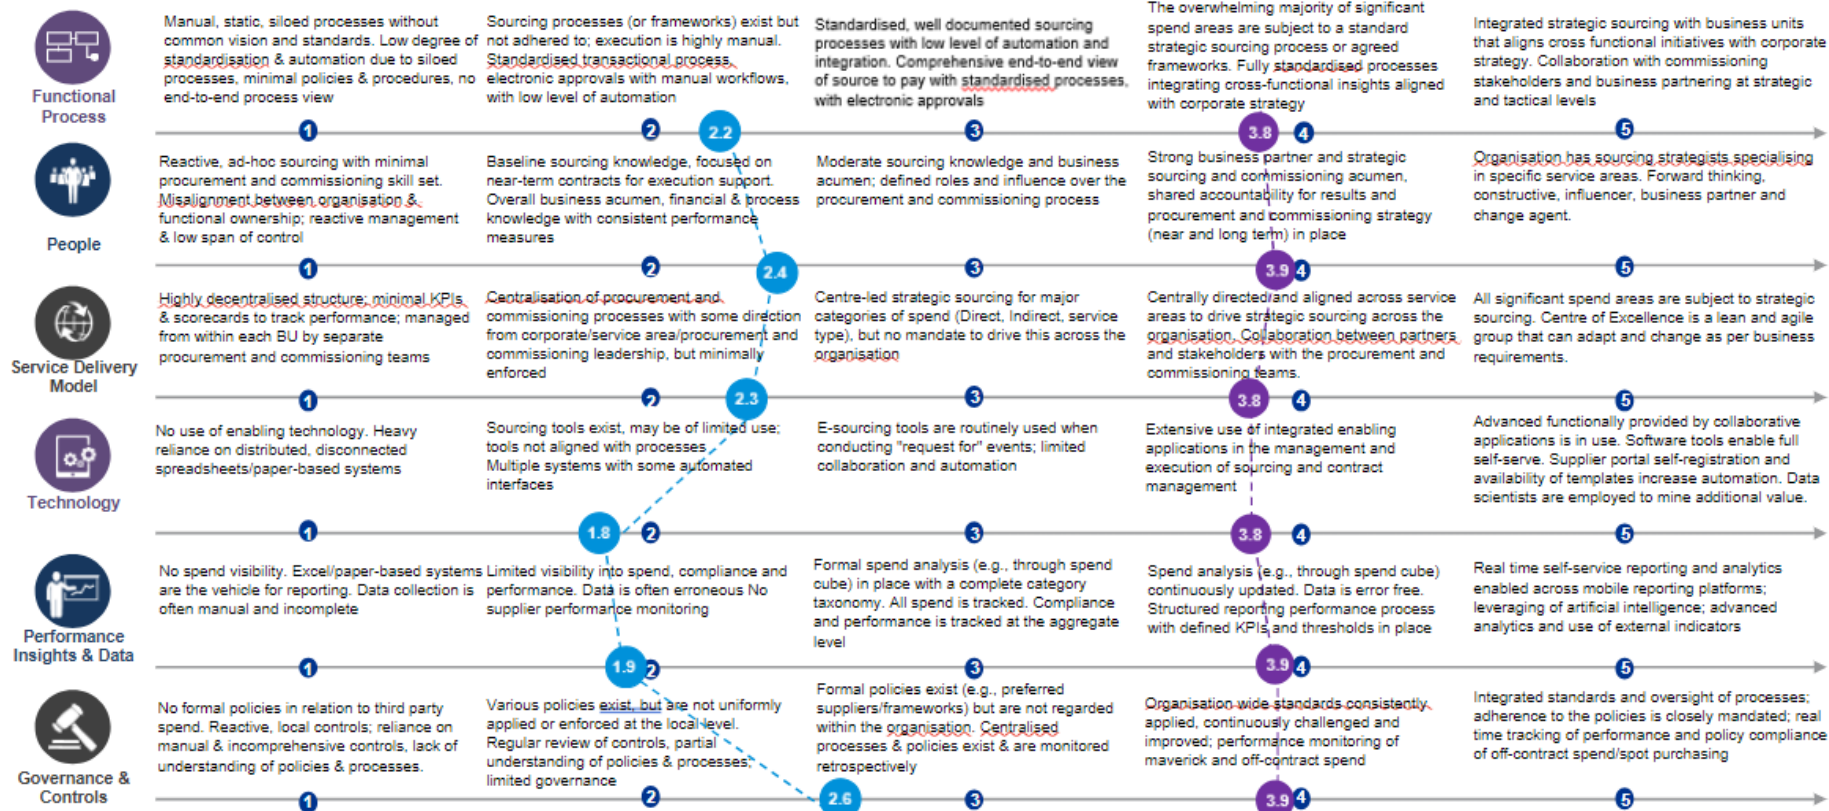 Functional
Process
Manual, static, siloed processes without
common vision and standards. Low degree of
standardisation & automation due to siloed
processes, minimal policies & procedures, no
end-to-end process view
Sourcing processes (or frameworks) exist but
not adhered to; execution is highly manual.
Standardised transactional process,
electronic approvals with manual workflows,
with low level of automation
Standardised, well documented sourcing
processes with low level of automation and
integration. Comprehensive end-to-end view
of source to pay with standardised processes,
with electronic approvals
The overwhelming majority of significant
spend areas are subject to a standard
strategic sourcing process or agreed
frameworks. Fully standardised processes
integrating cross-functional insights aligned
with corporate strategy
Integrated strategic sourcing with business units
that aligns cross functional initiatives with corporate
strategy. Collaboration with commissioning
stakeholders and business partnering at strategic
and tactical levels
1
2
2.2
3
3.8
4
5
People
Reactive, ad-hoc sourcing with minimal
procurement and commissioning skill set.
Misalignment between organisation &
functional ownership; reactive management
& low span of control
Baseline sourcing knowledge, focused on
near-term contracts for execution support.
Overall business acumen, financial & process
knowledge with consistent performance
measures
Moderate sourcing knowledge and business
acumen; defined roles and influence over the
procurement and commissioning process
Strong business partner and strategic
sourcing and commissioning acumen,
shared accountability for results and
procurement and commissioning strategy
(near and long term) in place
Organisation has sourcing strategists specialising
in specific service areas. Forward thinking,
constructive, influencer, business partner and
change agent.
1
2
2.4
3
3.9
4
5
Service Delivery
Model
Highly decentralised structure; minimal KPIs
& scorecards to track performance; managed
from within each BU by separate
procurement and commissioning teams
Centralisation of procurement and
commissioning processes with some direction
from corporate/service area/procurement and
commissioning leadership, but minimally
enforced
Centre-led strategic sourcing for major
categories of spend (Direct, Indirect, service
type), but no mandate to drive this across the
organisation
Centrally directed and aligned across service
areas to drive strategic sourcing across the
organisation. Collaboration between partners
and stakeholders with the procurement and
commissioning teams.
All significant spend areas are subject to strategic
sourcing. Centre of Excellence is a lean and agile
group that can adapt and change as per business
requirements.
1
2
2.3
3
3.8
4
5
Technology
No use of enabling technology. Heavy
reliance on distributed, disconnected
spreadsheets/paper-based systems
Sourcing tools exist, may be of limited use;
tools not aligned with processes
Multiple systems with some automated
interfaces
E-sourcing tools are routinely used when
conducting "request for" events; limited
collaboration and automation
Extensive use of integrated enabling
applications in the management and
execution of sourcing and contract
management
Advanced functionally provided by collaborative
applications is in use. Software tools enable full
self-serve. Supplier portal self-registration and
availability of templates increase automation. Data
scientists are employed to mine additional value.
1
1.8
2
3
3.8
4
5
Performance
Insights & Data
No spend visibility. Excel/paper-based systems
are the vehicle for reporting. Data collection is
often manual and incomplete
Limited visibility into spend, compliance and
performance. Data is often erroneous No
supplier performance monitoring
Formal spend analysis (e.g., through spend
cube) in place with a complete category
taxonomy. All spend is tracked. Compliance
and performance is tracked at the aggregate
level
Spend analysis (e.g., through spend cube)
continuously updated. Data is error free.
Structured reporting performance process
with defined KPIs and thresholds in place
Real time self-service reporting and analytics
enabled across mobile reporting platforms;
leveraging of artificial intelligence; advanced
analytics and use of external indicators
1
1.9
2
3
3.9
4
5
Governance &
Controls
No formal policies in relation to third party
spend. Reactive, local controls; reliance on
manual & incomprehensive controls, lack of
understanding of policies & processes.
Various policies exist, but are not uniformly
applied or enforced at the local level.
Regular review of controls, partial
understanding of policies & processes;
limited governance
Formal policies exist (e.g., preferred
suppliers/frameworks) but are not regarded
within the organisation. Centralised
processes & policies exist & are monitored
retrospectively
Organisation wide standards consistently
applied, continuously challenged and
improved; performance monitoring of
maverick and off-contract spend
Integrated standards and oversight of processes;
adherence to the policies is closely mandated; real
time tracking of performance and policy compliance
of off-contract spend/spot purchasing
1
2
2.6
3
3.9
4
5